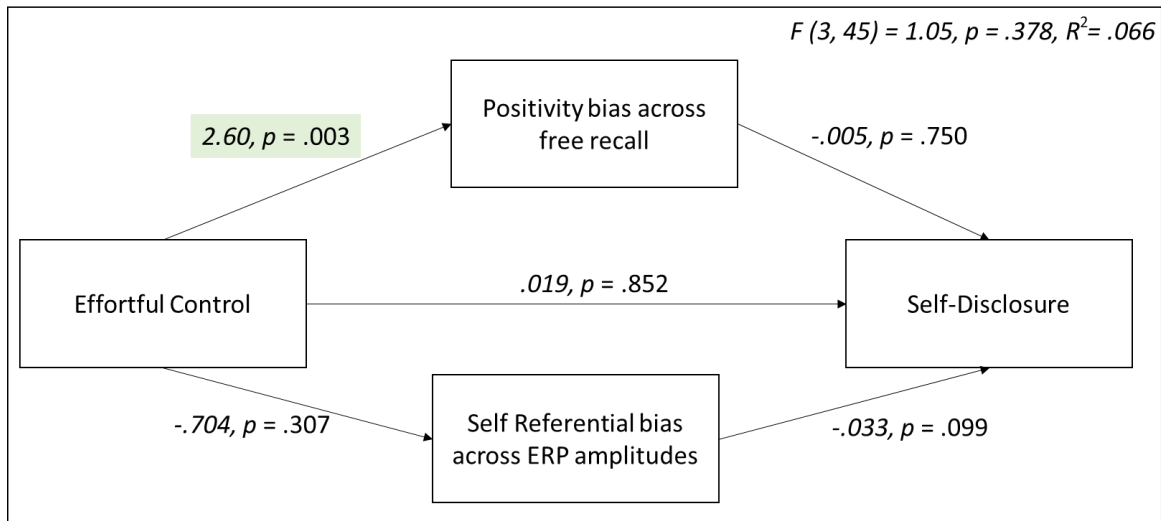 F (3, 45) = 1.05, p = .378, R²= .066
Positivity bias across
free recall
2.60, p = .003
-.005, p = .750
Effortful Control
.019, p = .852
Self-Disclosure
-.704, p = .307
Self Referential bias
across ERP amplitudes
-.033, p = .099